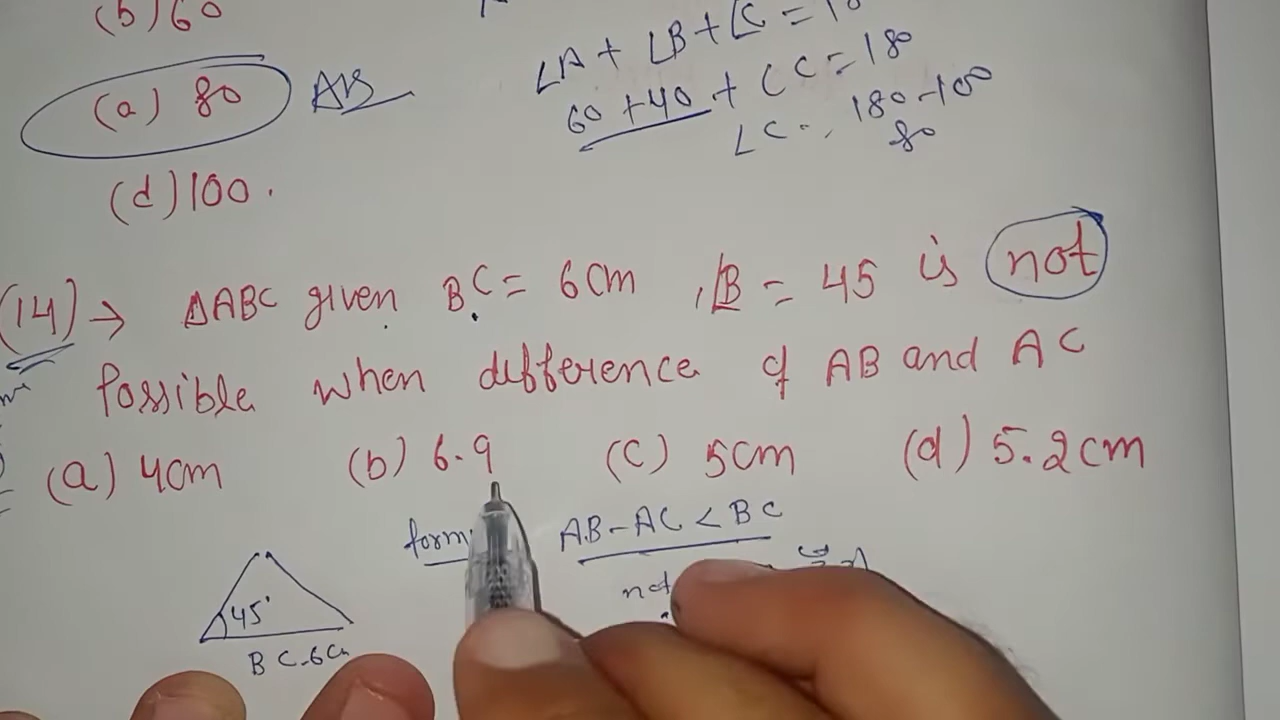 (b) 60
∠A + ∠B + ∠C = 18
(a) 80 Ans
60 + 40 + ∠C = 180
∠C = 180 - 100
80
(d) 100.
(14) → ΔABC given BC = 6cm , ∠B = 45 is not
Possible when difference of AB and AC
(a) 4cm (b) 6.9 (c) 5cm (d) 5.2cm
form AB - AC < BC
not
45°
BC-6Cm